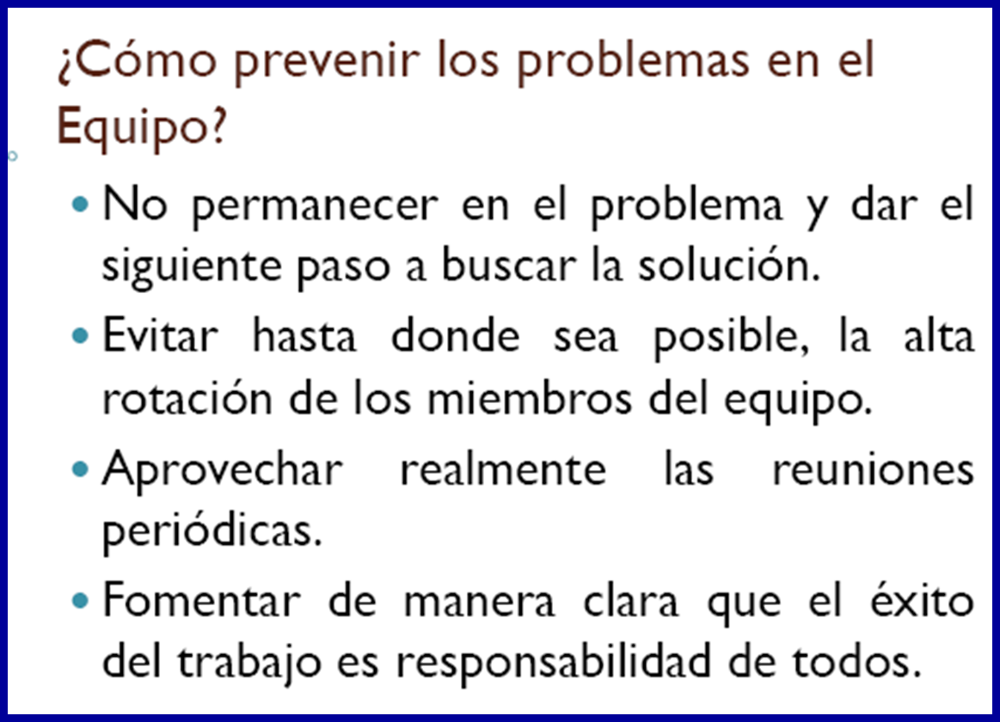 ¿Cómo prevenir los problemas en el
Equipo?
• No permanecer en el problema y dar el
siguiente paso a buscar la solución.
• Evitar hasta donde sea posible, la alta
rotación de los miembros del equipo.
• Aprovechar realmente las reuniones
periódicas.
• Fomentar de manera clara que el éxito
del trabajo es responsabilidad de todos.